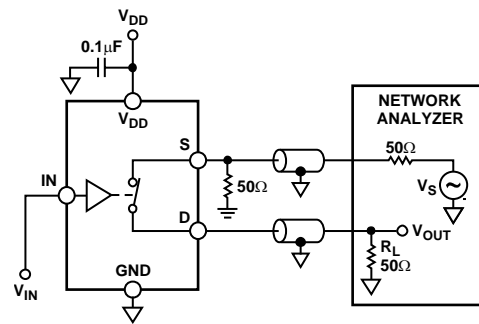 VDD
0.1μF
VDD
NETWORK
ANALYZER
S
50Ω
IN
50Ω
VS
D
VOUT
RL
50Ω
GND
VIN